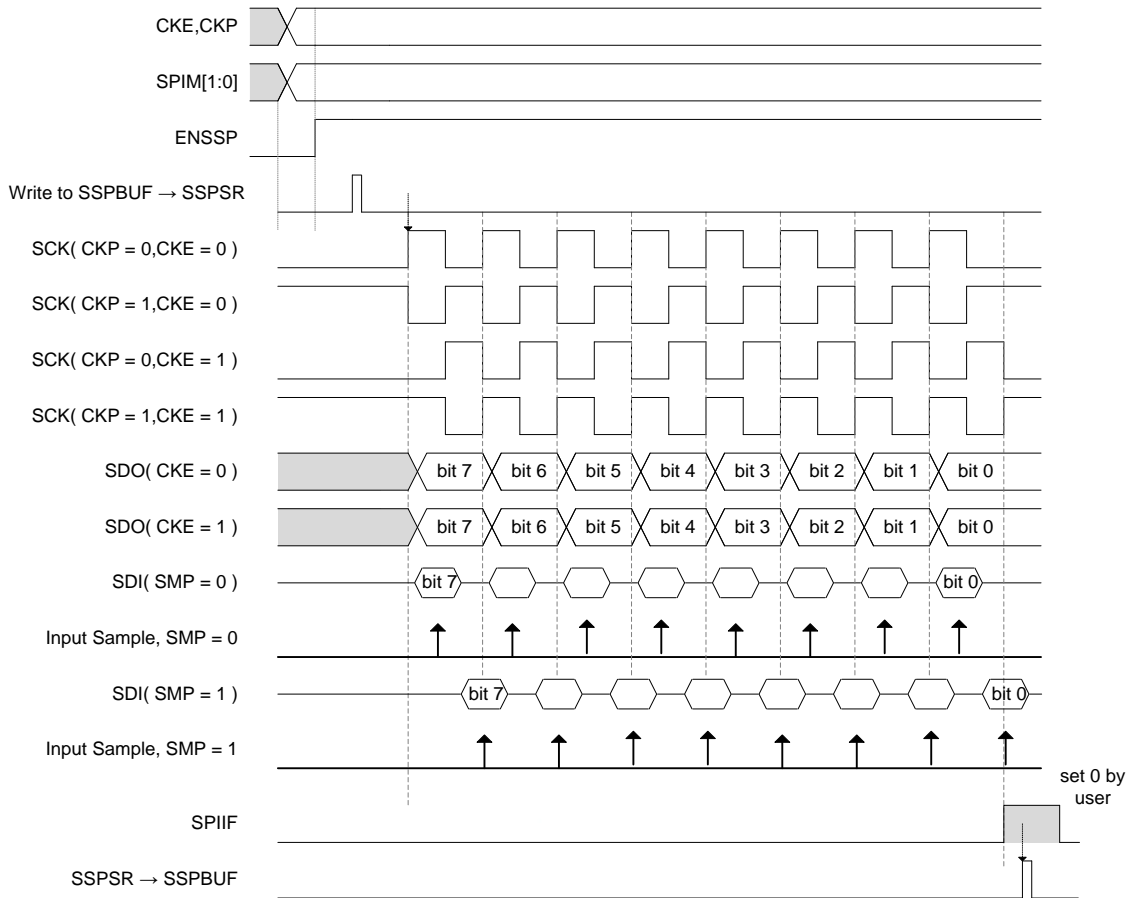 CKE,CKP
SPIM[1:0]
ENSSP
Write to SSPBUF → SSPSR
SCK( CKP = 0,CKE = 0 )
SCK( CKP = 1,CKE = 0 )
SCK( CKP = 0,CKE = 1 )
SCK( CKP = 1,CKE = 1 )
SDO( CKE = 0) bit 7 bit 6 bit 5 bit 4 bit 3 bit 2 bit 1 bit 0
SDO( CKE = 1) bit 7 bit 6 bit 5 bit 4 bit 3 bit 2 bit 1 bit 0
SDI( SMP = 0) bit 7 bit 0
Input Sample, SMP = 0
SDI( SMP = 1) bit 7 bit 0
Input Sample, SMP = 1
set 0 by
user
SPIIF
SSPSR → SSPBUF